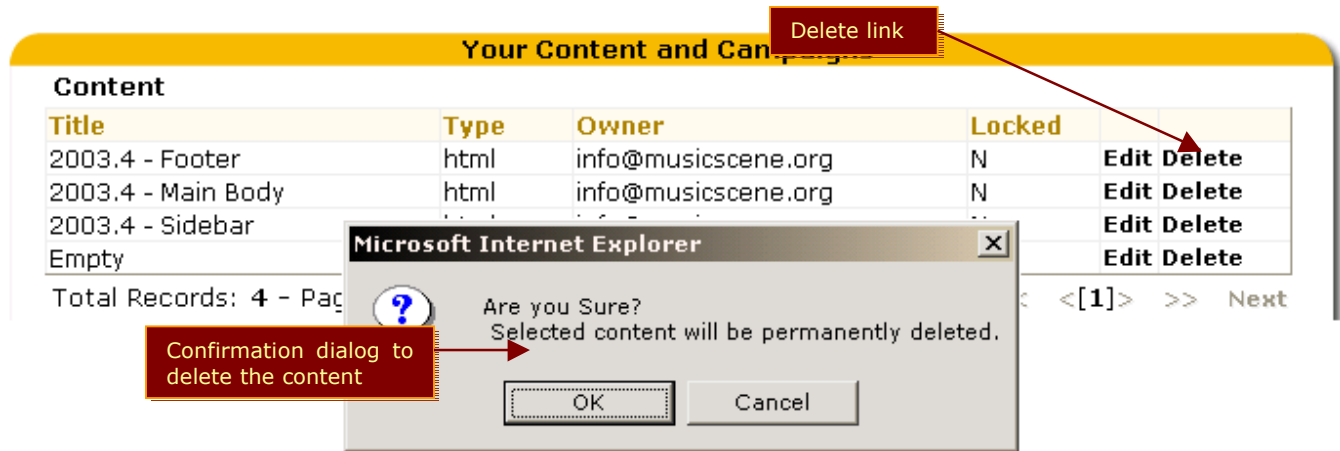 Delete link
Your Content and Campaigns
Content
Title Type Owner Locked
2003.4 - Footer html info@musicscene.org N Edit Delete
2003.4 - Main Body html info@musicscene.org N Edit Delete
2003.4 - Sidebar Edit Delete
Empty Edit Delete
Total Records: 4 - <[1]> >> Next
Microsoft Internet Explorer
Are you Sure?
Selected content will be permanently deleted.
Confirmation dialog to
delete the content
OK Cancel